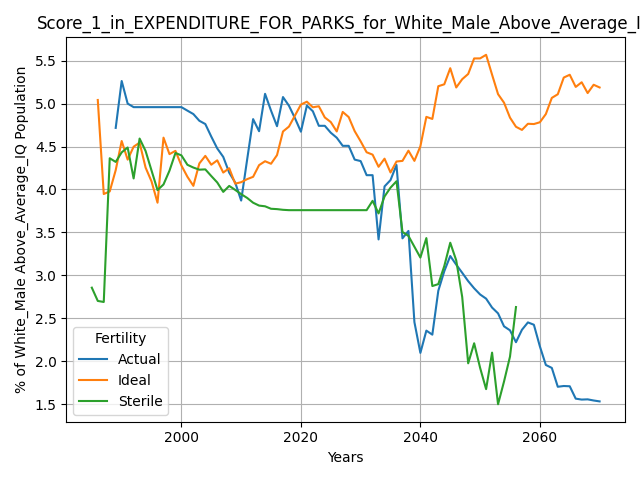 Score_1_in_EXPENDITURE_FOR_PARKS_for_White_Male_Above_Average_I
% of White_Male Above_Average_IQ Population
5.5
5.0
4.5
4.0
3.5
3.0
2.5
2.0
1.5
Fertility
Actual
Ideal
Sterile
2000
2020
2040
2060
Years